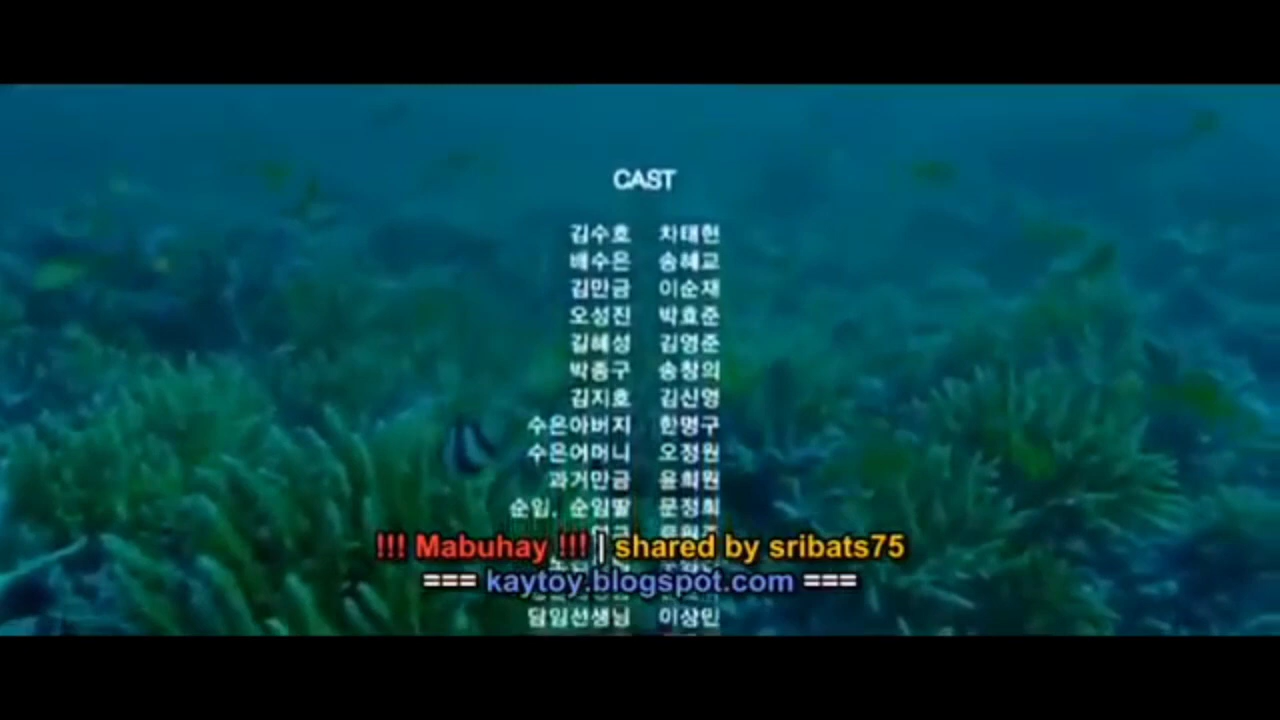 CAST
김수호 차태현
배수은 송혜교
김만금 이순재
오성진 박효준
길혜성 김영준
박종구 송창의
김지호 김신영
수은아버지 한명구
수은어머니 오정원
과거만금 윤희원
순임, 순임딸 문정희
!!! Mabuhay !!! | shared by sribats75
=== kaytoy.blogspot.com ===
담임선생님 이상민